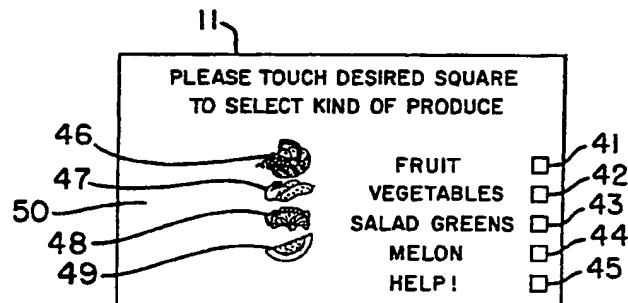 11
PLEASE TOUCH DESIRED SQUARE
TO SELECT KIND OF PRODUCE
46
FRUIT
41
47
VEGETABLES
42
50
SALAD GREENS
43
48
MELON
44
49
HELP!
45